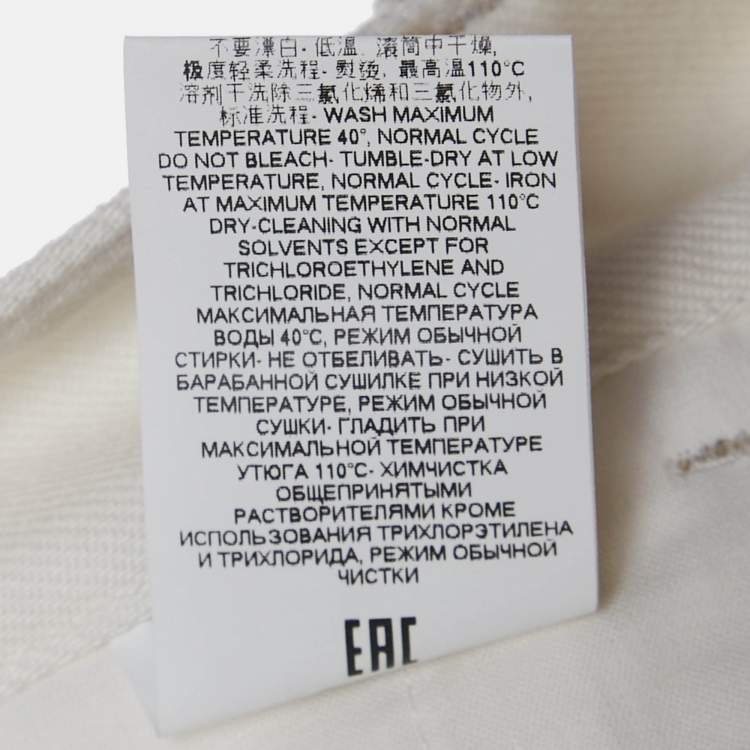 不要漂白- 低温, 滚筒中干燥,
极度轻柔洗程- 熨烫, 最高温110°C
溶剂干洗除三氯化烯和三氯化物外,
标准洗程- WASH MAXIMUM
TEMPERATURE 40°, NORMAL CYCLE
DO NOT BLEACH- TUMBLE-DRY AT LOW
TEMPERATURE, NORMAL CYCLE- IRON
AT MAXIMUM TEMPERATURE 110°C
DRY-CLEANING WITH NORMAL
SOLVENTS EXCEPT FOR
TRICHLOROETHYLENE AND
TRICHLORIDE, NORMAL CYCLE
МАКСИМАЛЬНАЯ ТЕМПЕРАТУРА
ВОДЫ 40°C, РЕЖИМ ОБЫЧНОЙ
СТИРКИ- НЕ ОТБЕЛИВАТЬ- СУШИТЬ В
БАРАБАННОЙ СУШИЛКЕ ПРИ НИЗКОЙ
ТЕМПЕРАТУРЕ, РЕЖИМ ОБЫЧНОЙ
СУШКИ- ГЛАДИТЬ ПРИ
МАКСИМАЛЬНОЙ ТЕМПЕРАТУРЕ
УТЮГА 110°C- ХИМЧИСТКА
ОБЩЕПРИНЯТЫМИ
РАСТВОРИТЕЛЯМИ КРОМЕ
ИСПОЛЬЗОВАНИЯ ТРИХЛОРЭТИЛЕНА
И ТРИХЛОРИДА, РЕЖИМ ОБЫЧНОЙ
ЧИСТКИ
EAC